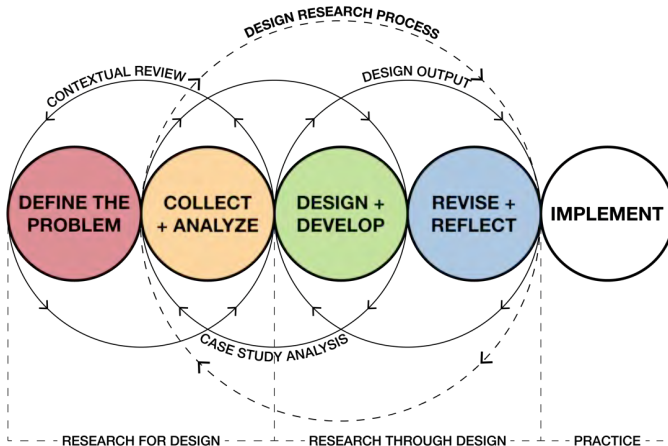 DESIGN RESEARCH PROCESS
CONTEXTUAL REVIEW
DESIGN OUTPUT
DEFINE THE
PROBLEM
COLLECT
+ ANALYZE
DESIGN +
DEVELOP
REVISE +
REFLECT
IMPLEMENT
CASE STUDY ANALYSIS
RESEARCH FOR DESIGN
RESEARCH THROUGH DESIGN
PRACTICE